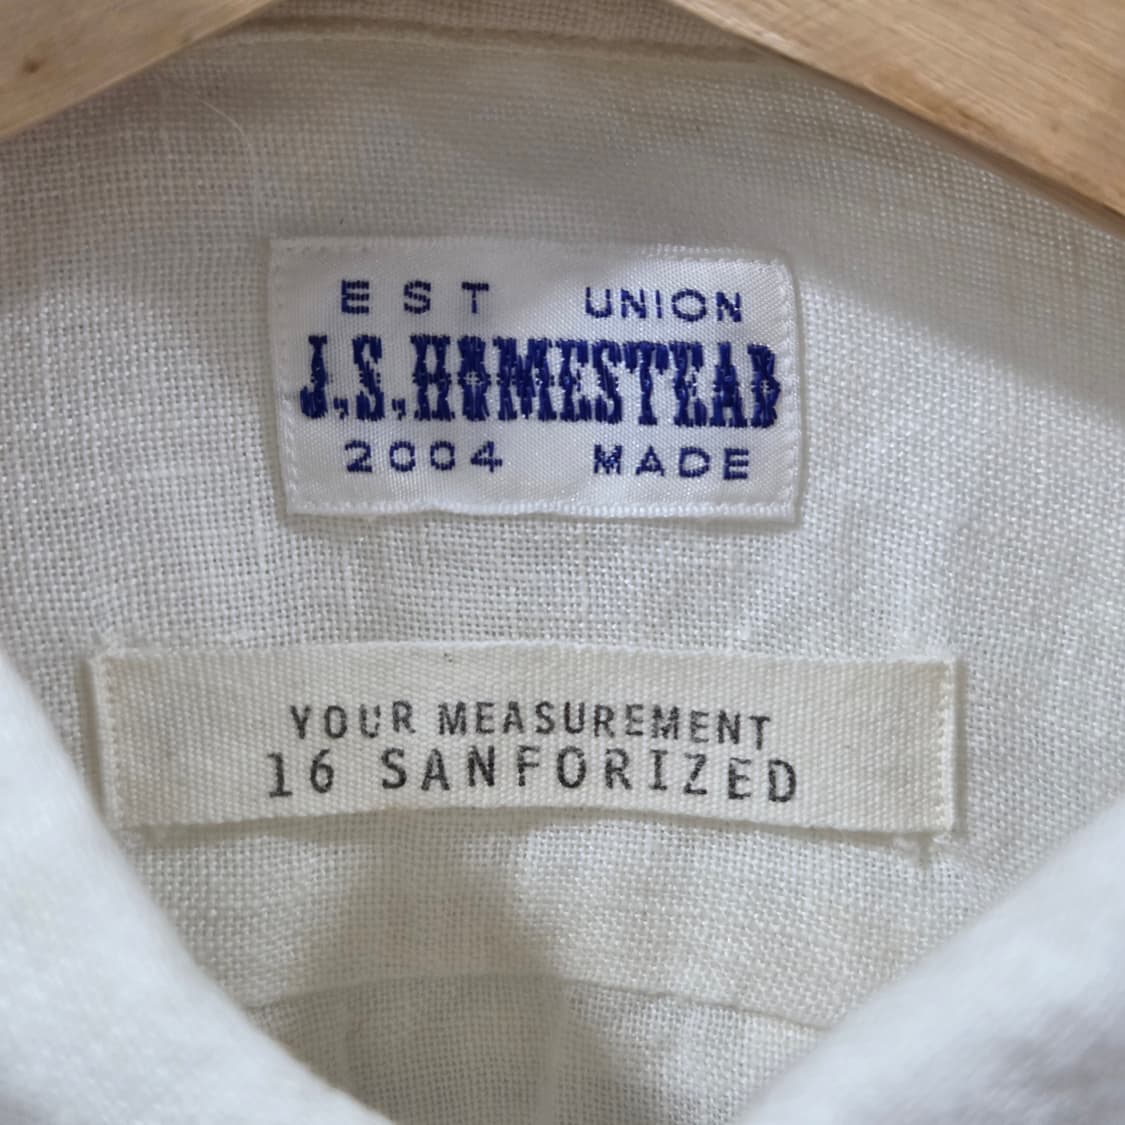 EST UNION
J.S.HOMESTEAD
2004 MADE
YOUR MEASUREMENT
16 SANFORIZED